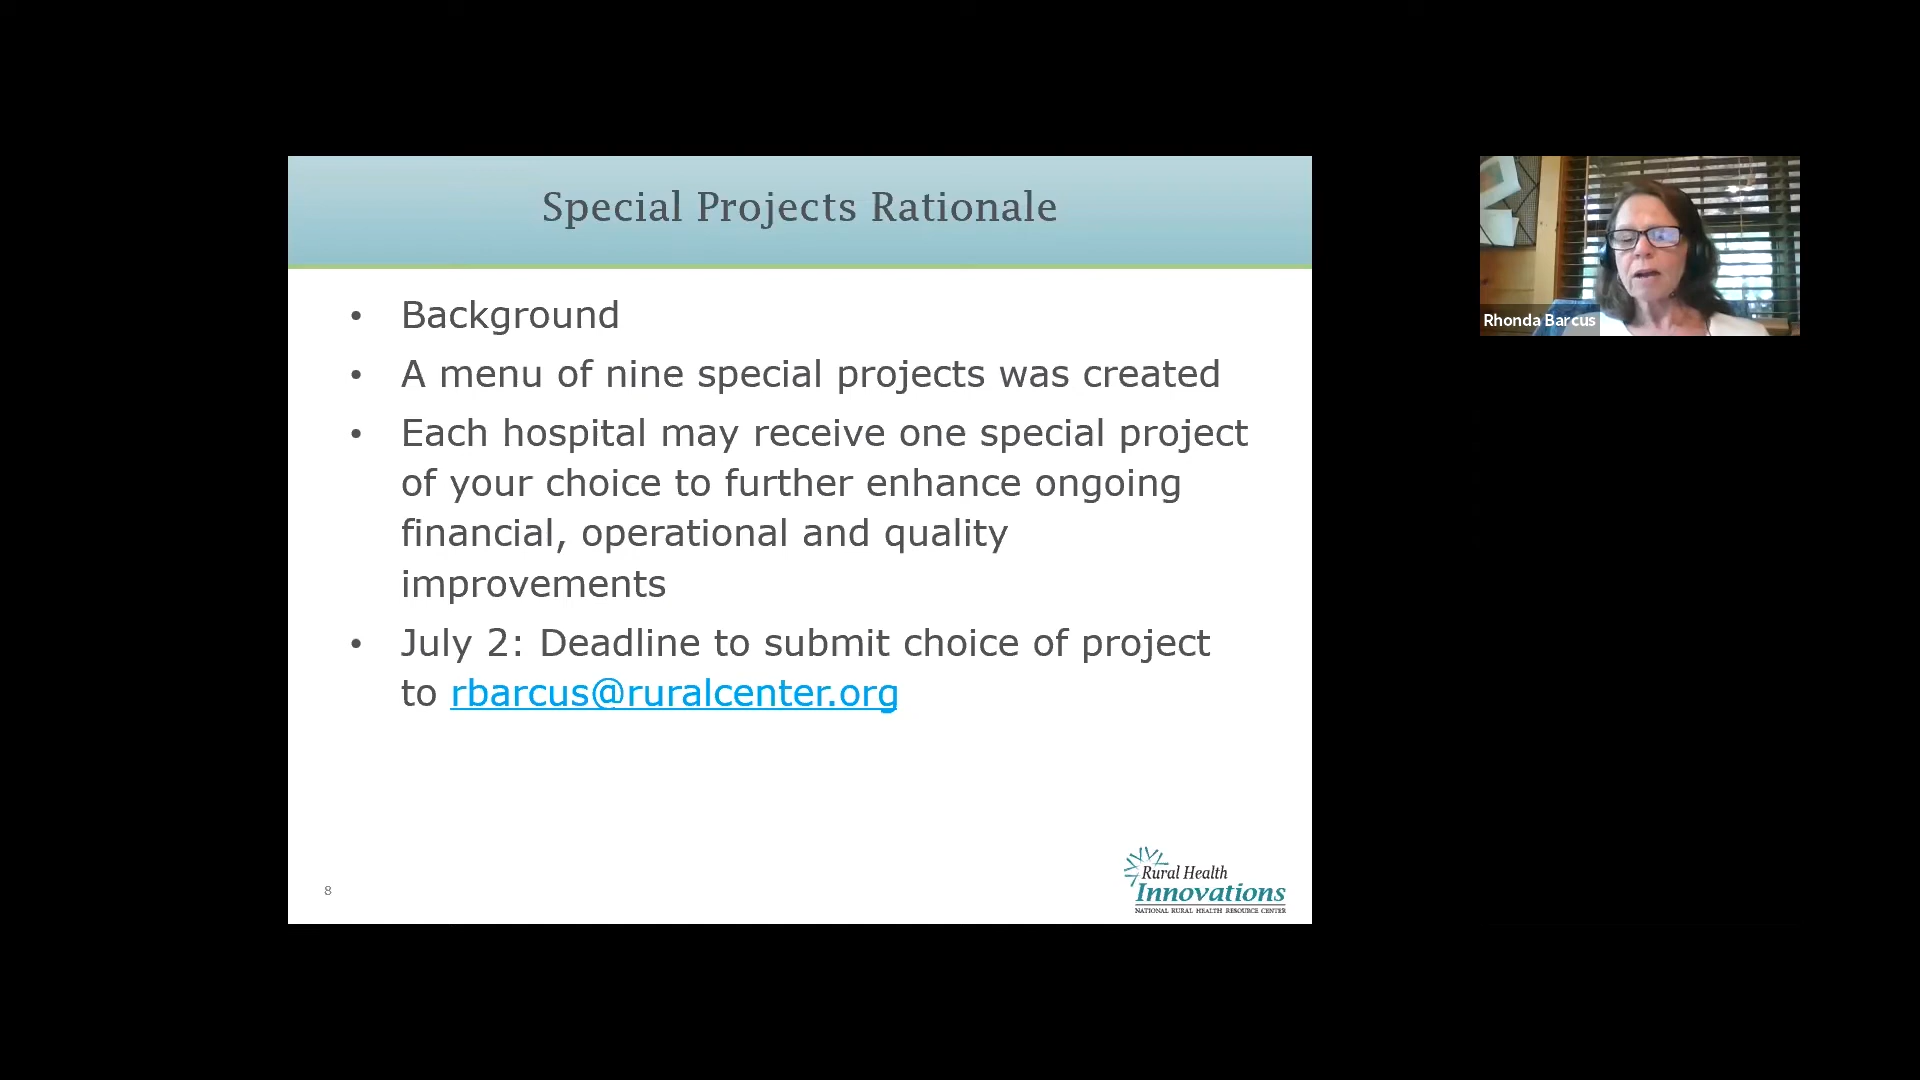 Special Projects Rationale
• Background
• A menu of nine special projects was created
• Each hospital may receive one special project
of your choice to further enhance ongoing
financial, operational and quality
improvements
• July 2: Deadline to submit choice of project
to rbarcus@ruralcenter.org
8
Rural Health
Innovations
NATIONAL RURAL HEALTH RESOURCE CENTER
Rhonda Barcus